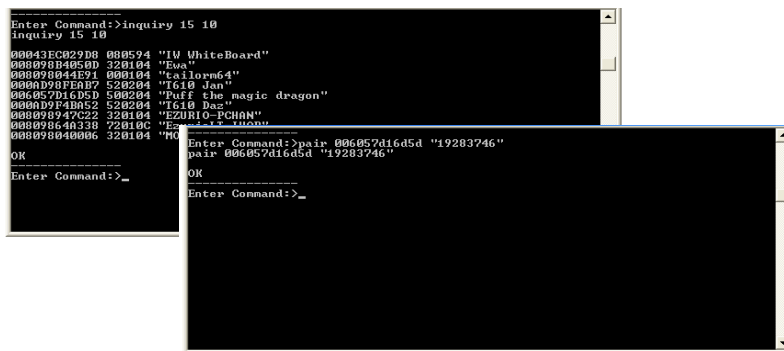 ---------------
Enter Command:>inquiry 15 10
inquiry 15 10
00043EC029D8 080594 "IW WhiteBoard"
008098B4050D 320104 "Ewa"
008098044E91 000104 "tailorm64"
000AD98FEAB7 520204 "T610 Jan"
006057D16D5D 500204 "Puff the magic dragon"
000AD9F4BA52 520204 "T610 Daz"
008098947C22 320104 "EZURIO-PCHAN"
00809864A338 72010C
008098040006 320104 "MO
OK
---------------
Enter Command:>_
---------------
Enter Command:>pair 006057d16d5d "19283746"
pair 006057d16d5d "19283746"
OK
---------------
Enter Command:>_